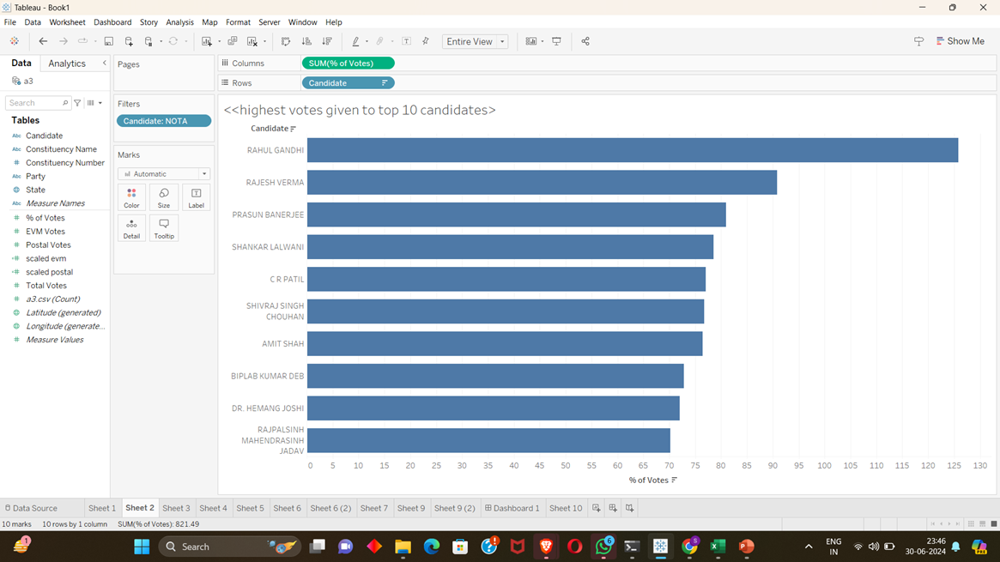 Tableau - Book1
File Data Worksheet Dashboard Story Analysis Map Format Server Window Help
Entire View
Show Me
Data Analytics
a3
Search
Tables
Abc Candidate
Abc Constituency Name
# Constituency Number
Abc Party
State
Abc Measure Names
# % of Votes
# EVM Votes
# Postal Votes
=# scaled evm
=# scaled postal
# Total Votes
# a3.csv (Count)
Latitude (generated)
Longitude (generate...
# Measure Values
Pages
Filters
Candidate: NOTA
Marks
Automatic
Color Size Label
Detail Tooltip
Columns SUM(% of Votes)
Rows Candidate
<<highest votes given to top 10 candidates>
Candidate
RAHUL GANDHI
RAJESH VERMA
PRASUN BANERJEE
SHANKAR LALWANI
C R PATIL
SHIVRAJ SINGH
CHOUHAN
AMIT SHAH
BIPLAB KUMAR DEB
DR. HEMANG JOSHI
RAJPALSINH
MAHENDRASINH
JADAV
0 5 10 15 20 25 30 35 40 45 50 55 60 65 70 75 80 85 90 95 100 105 110 115 120 125 130
% of Votes
Data Source Sheet 1 Sheet 2 Sheet 3 Sheet 4 Sheet 5 Sheet 6 Sheet 6 (2) Sheet 7 Sheet 9 Sheet 9 (2) Dashboard 1 Sheet 10
10 marks 10 rows by 1 column SUM(% of Votes): 821.49
1
Search
6
S
ENG
IN
23:46
30-06-2024
PRE